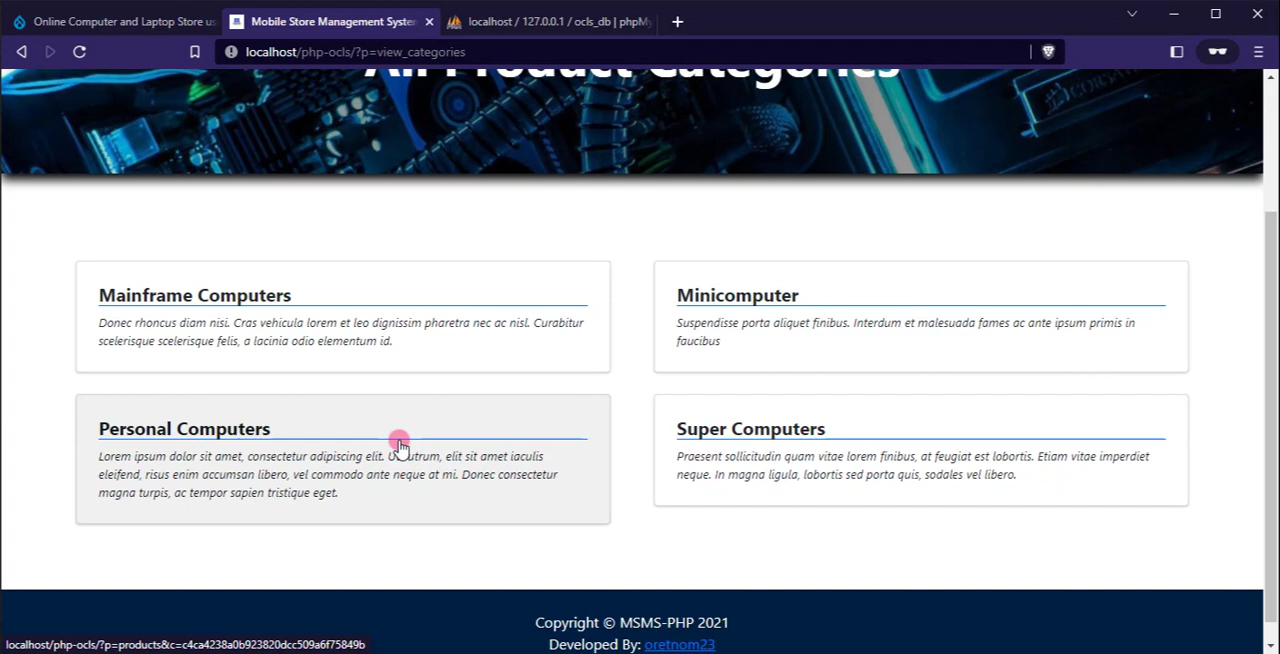 Online Computer and Laptop Store us
Mobile Store Management System
localhost / 127.0.0.1 / ocls_db | phpMy
localhost/php-ocls/?p=view_categories
All Product Categories
Mainframe Computers
Donec rhoncus diam nisi. Cras vehicula lorem et leo dignissim pharetra nec ac nisl. Curabitur
scelerisque scelerisque felis, a lacinia odio elementum id.
Minicomputer
Suspendisse porta aliquet finibus. Interdum et malesuada fames ac ante ipsum primis in
faucibus
Personal Computers
Lorem ipsum dolor sit amet, consectetur adipiscing elit. rutrum, elit sit amet iaculis
eleifend, risus enim accumsan libero, vel commodo ante neque at mi. Donec consectetur
magna turpis, ac tempor sapien tristique eget.
Super Computers
Praesent sollicitudin quam vitae lorem finibus, at feugiat est lobortis. Etiam vitae imperdiet
neque. In magna ligula, lobortis sed porta quis, sodales vel libero.
Copyright © MSMS-PHP 2021
Developed By: oretnom23
localhost/php-ocls/?p=products&c=c4ca4238a0b923820dcc509a6f75849b